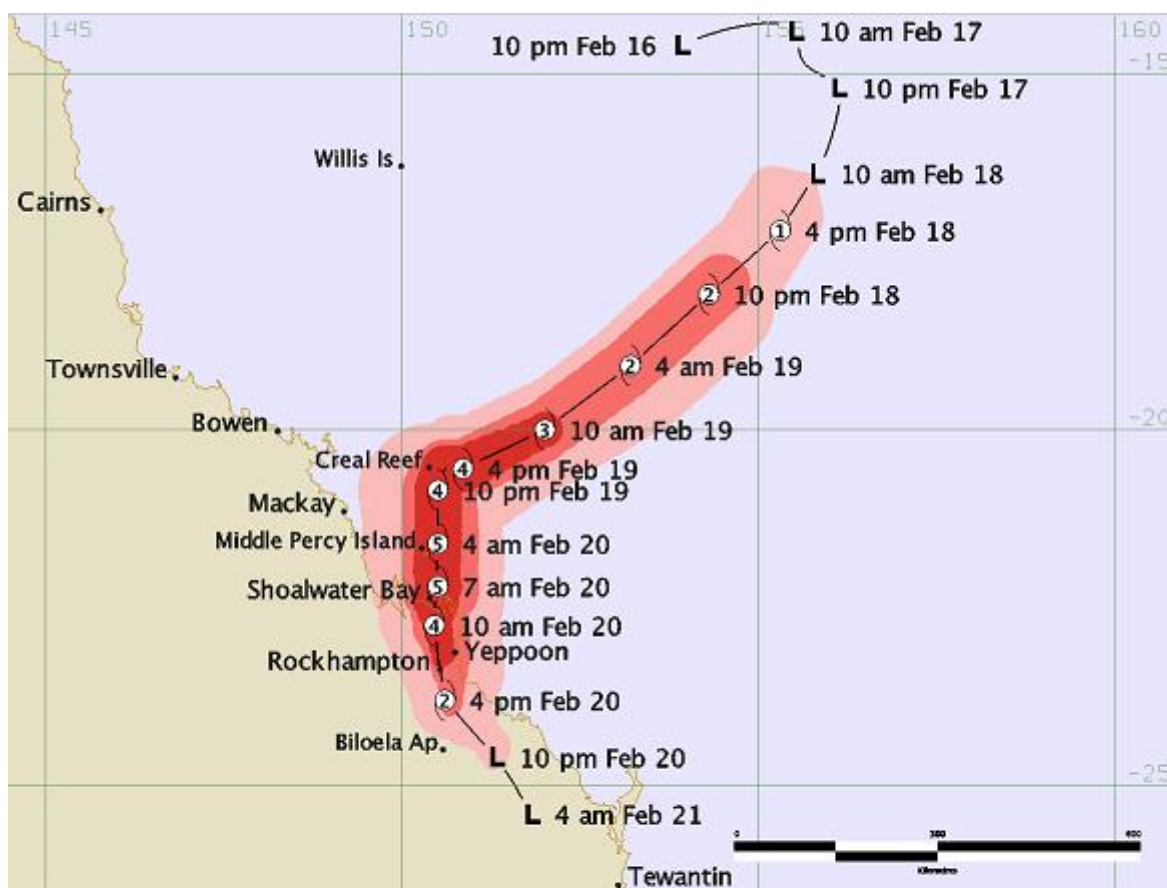 145
150
155
160
10 pm Feb 16
L
L
10 am Feb 17
-15
L
10 pm Feb 17
Willis Is
L
10 am Feb 18
Cairns
1
4 pm Feb 18
2
10 pm Feb 18
Townsville
2
4 am Feb 19
Bowen
3
10 am Feb 19
-20
Creal Reef
4
4 pm Feb 19
4
10 pm Feb 19
Mackay
Middle Percy Island
5
4 am Feb 20
Shoalwater Bay
5
7 am Feb 20
4
10 am Feb 20
Rockhampton
Yeppoon
2
4 pm Feb 20
Biloela Ap
L
10 pm Feb 20
-25
L
4 am Feb 21
0
300
600
Kilometres
Tewantin